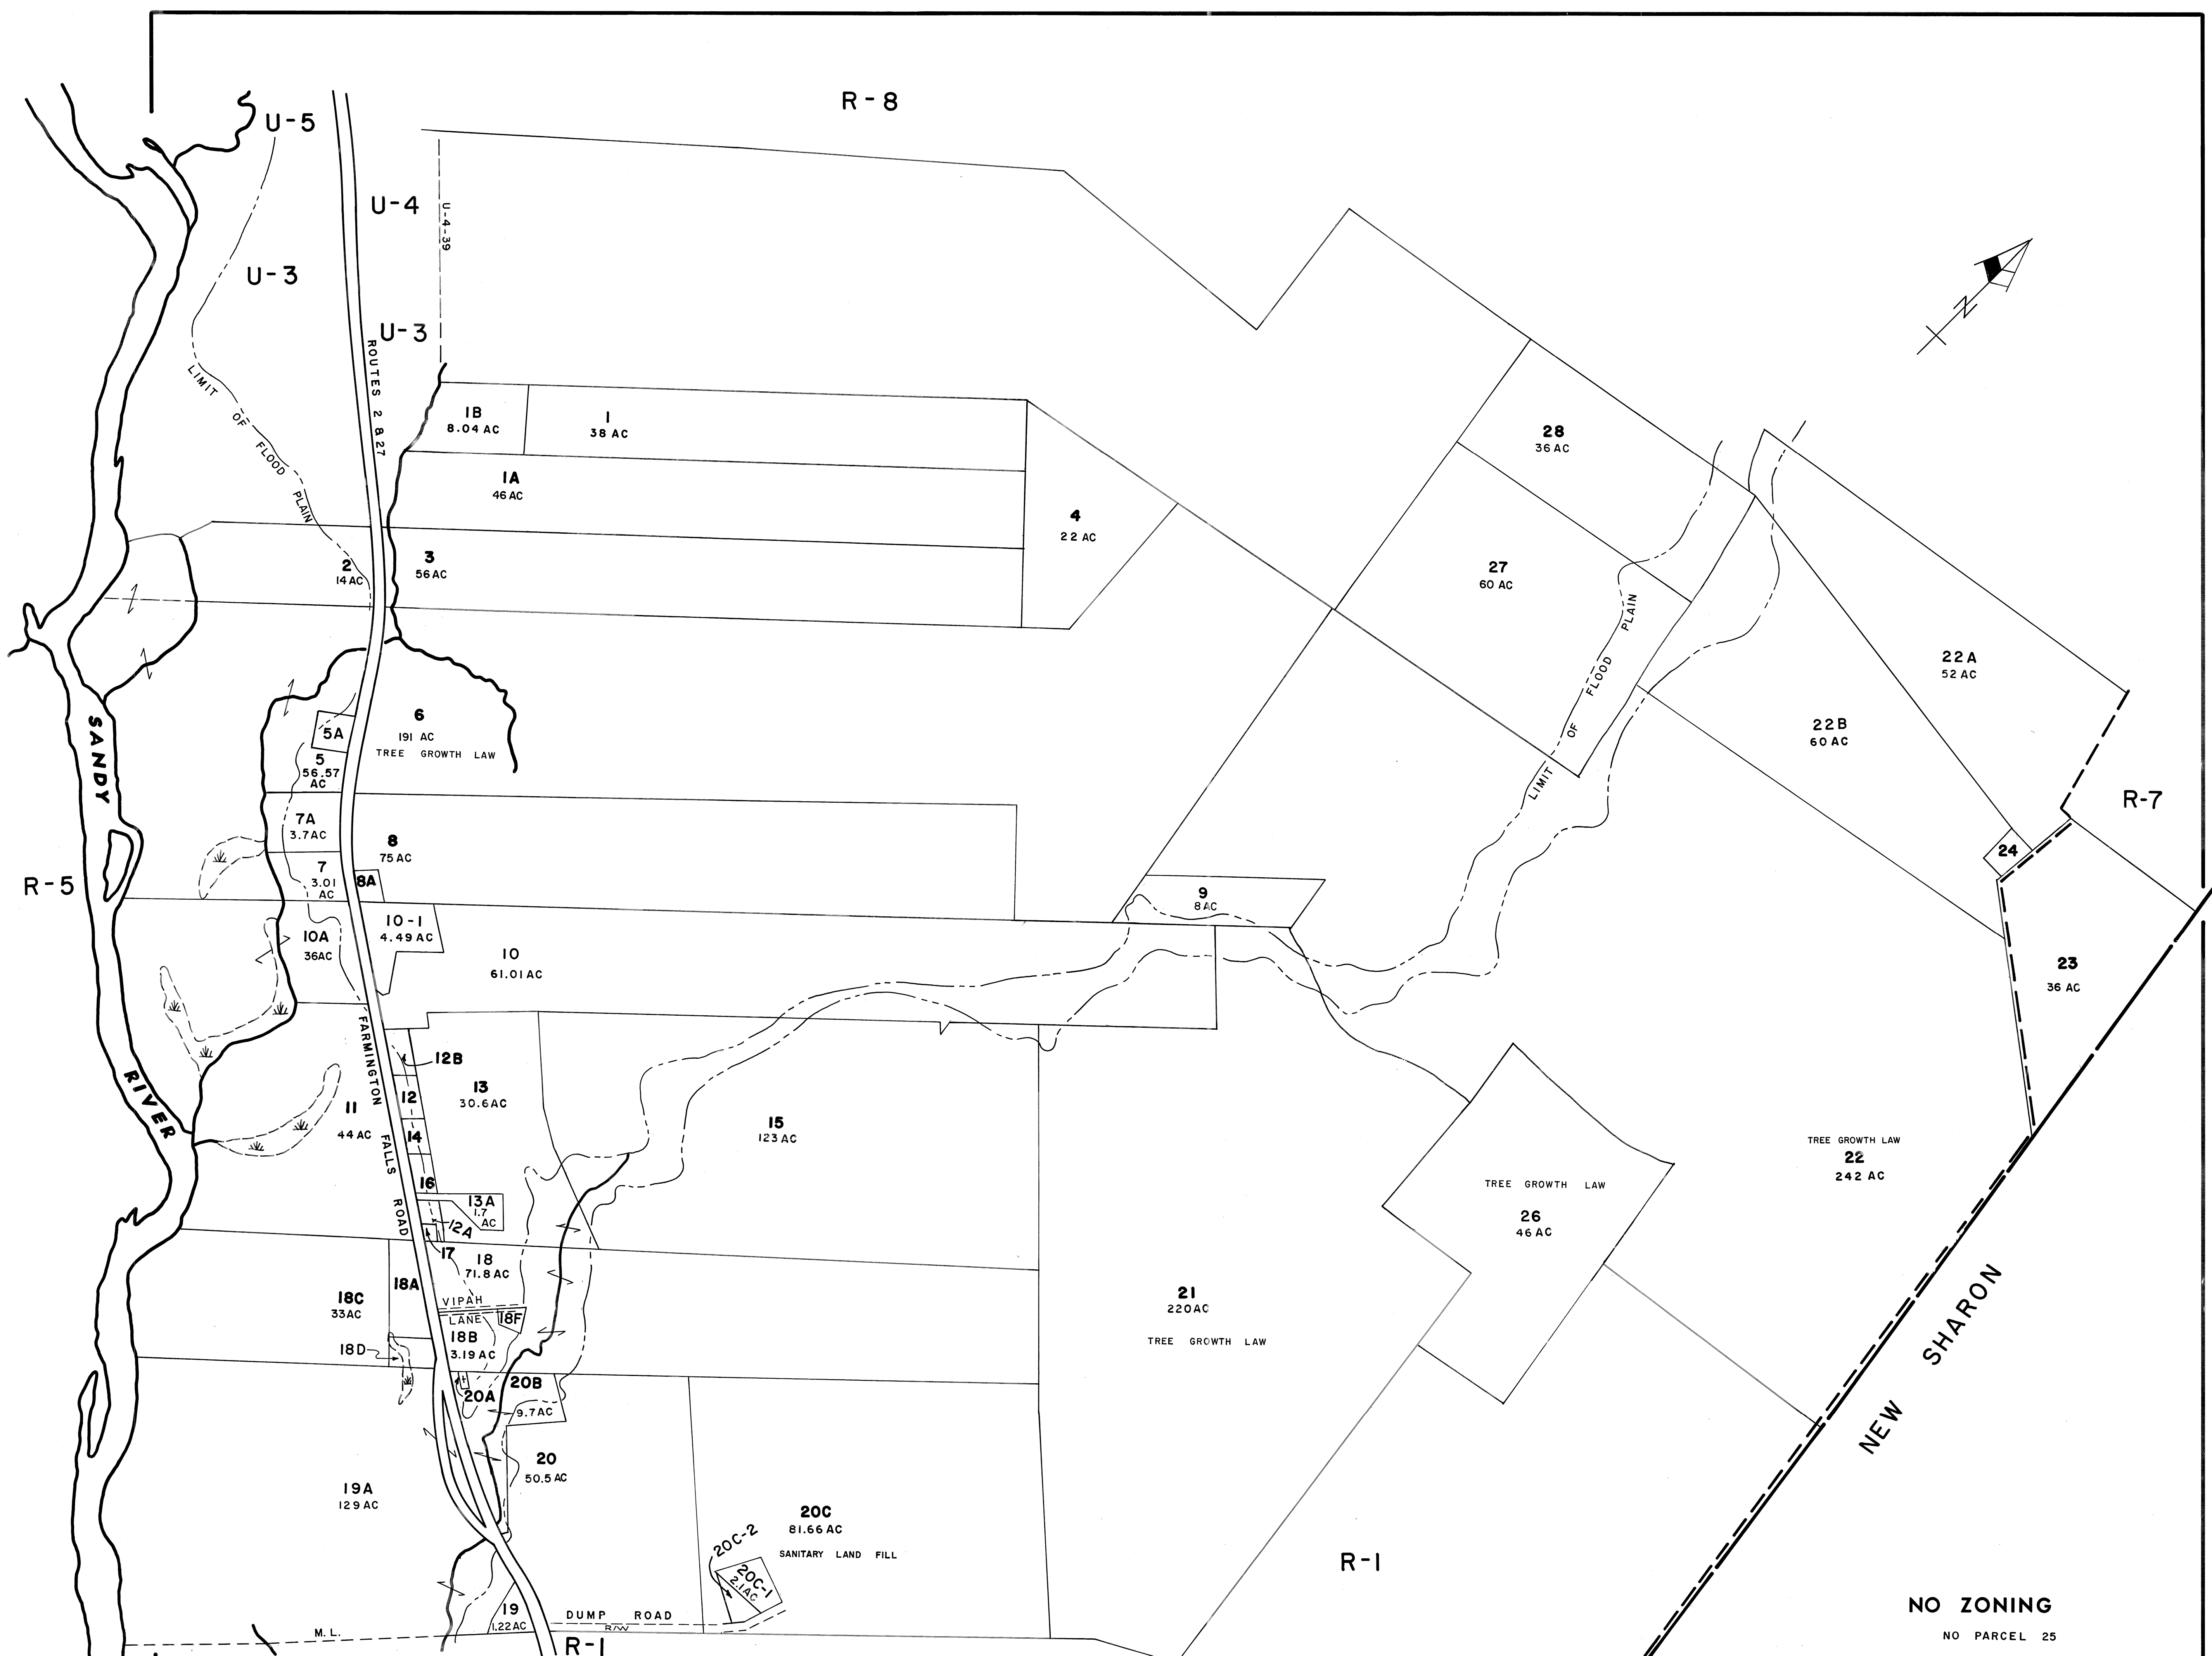 R-8
U-5
U-4
U-4-39
U-3
U-3
N
ROUTES 2 & 27
LIMIT OF FLOOD PLAIN
1B
8.04 AC
1
38 AC
1A
46 AC
28
36 AC
4
22 AC
2
14 AC
3
56 AC
27
60 AC
LIMIT OF FLOOD PLAIN
22A
52 AC
22B
60 AC
SANDY RIVER
6
191 AC
TREE GROWTH LAW
5A
5
56.57
AC
R-7
7A
3.7 AC
8
75 AC
24
R-5
7
3.01
AC
8A
9
8 AC
10-1
4.49 AC
10A
36 AC
10
61.01 AC
23
36 AC
FARMINGTON FALLS ROAD
12B
13
30.6 AC
12
11
44 AC
14
15
123 AC
TREE GROWTH LAW
22
242 AC
16
13A
1.7
AC
12A
TREE GROWTH LAW
26
46 AC
17
18
71.8 AC
18A
18C
33 AC
VIPAH
LANE
18F
18B
3.19 AC
18D
21
220 AC
TREE GROWTH LAW
NEW SHARON
20A
20B
9.7 AC
20
50.5 AC
19A
129 AC
20C
81.66 AC
SANITARY LAND FILL
20C-2
20C-1
2.1 AC
R-1
19
1.22 AC
DUMP ROAD
R/W
M.L.
R-1
NO ZONING
NO PARCEL 25